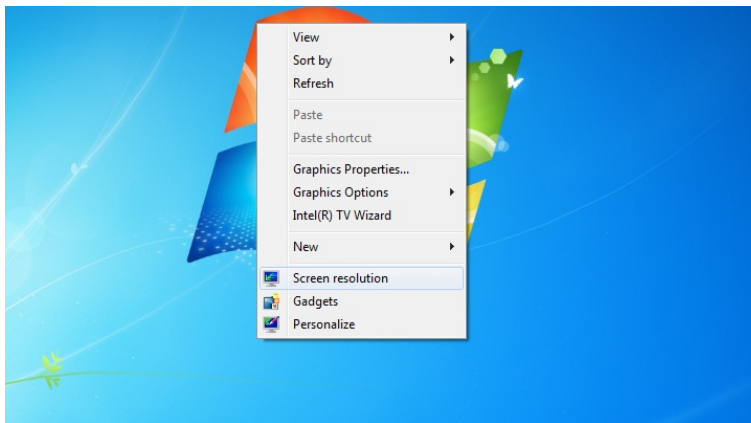 View
Sort by
Refresh
Paste
Paste shortcut
Graphics Properties...
Graphics Options
Intel(R) TV Wizard
New
Screen resolution
Gadgets
Personalize